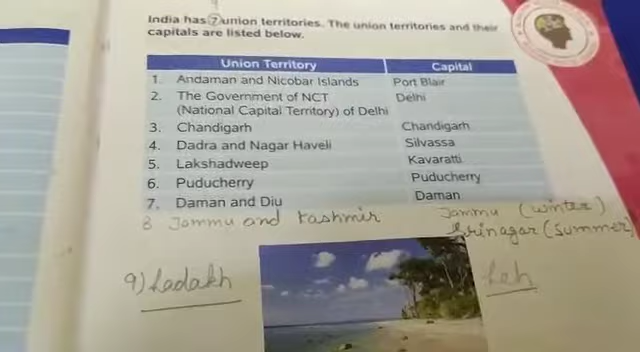 9
India has 7 union territories. The union territories and their
capitals are listed below.
Union Territory Capital
1. Andaman and Nicobar Islands Port Blair
2. The Government of NCT Delhi
(National Capital Territory) of Delhi
3. Chandigarh Chandigarh
4. Dadra and Nagar Haveli Silvassa
5. Lakshadweep Kavaratti
6. Puducherry Puducherry
7. Daman and Diu Daman
8 Jammu and Kashmir Jammu (winter)
Srinagar (Summer)
9) Ladakh Leh